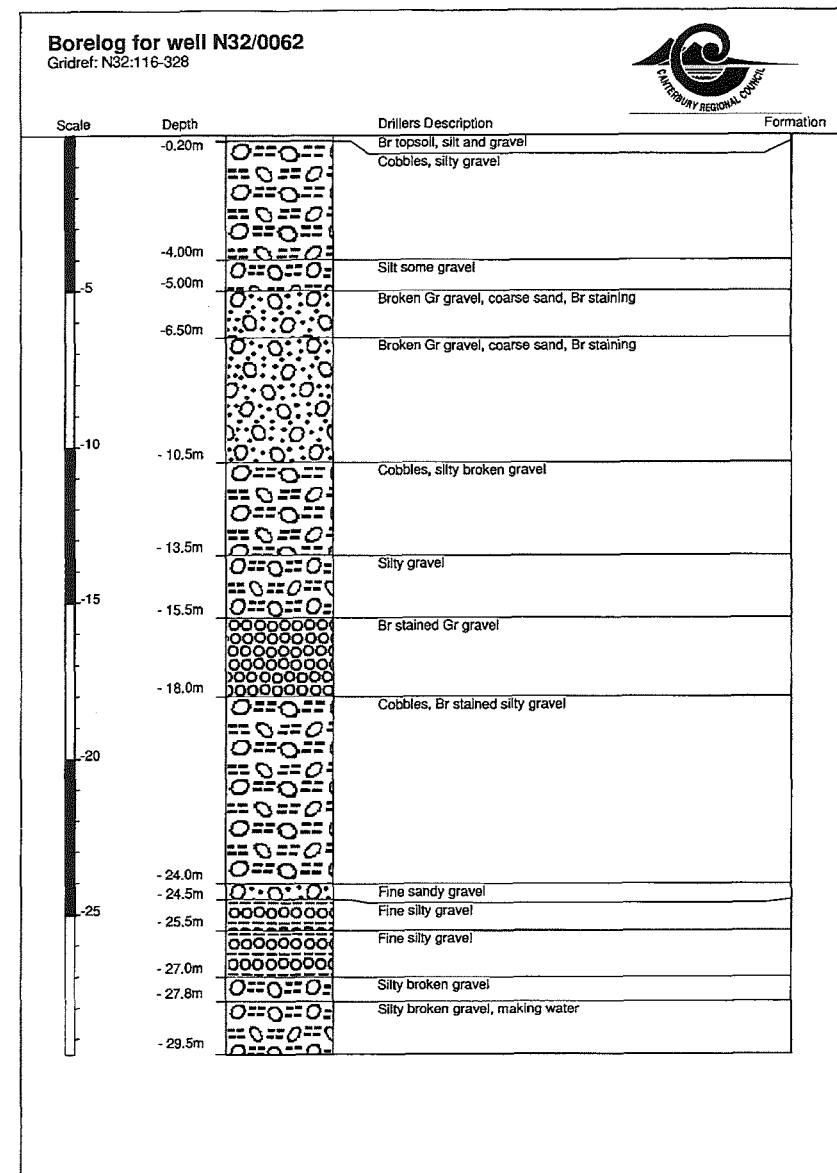 Borelog for well N32/0062
Gridref: N32:116-328
CANTERBURY REGIONAL COUNCIL
Scale Depth Drillers Description Formation
-0.20m Br topsoil, silt and gravel
Cobbles, silty gravel
-4.00m
Silt some gravel
-5.00m
-5
Broken Gr gravel, coarse sand, Br staining
-6.50m
Broken Gr gravel, coarse sand, Br staining
-10
- 10.5m
Cobbles, silty broken gravel
- 13.5m
Silty gravel
-15
- 15.5m
Br stained Gr gravel
- 18.0m
Cobbles, Br stained silty gravel
-20
- 24.0m
- 24.5m Fine sandy gravel
-25
Fine silty gravel
- 25.5m
Fine silty gravel
- 27.0m
Silty broken gravel
- 27.8m
Silty broken gravel, making water
- 29.5m